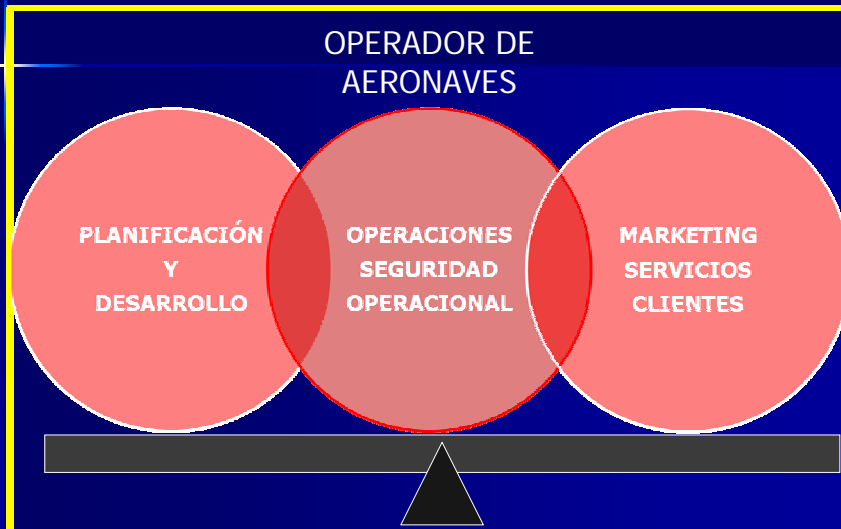 OPERADOR DE
AERONAVES
PLANIFICACIÓN
Y
DESARROLLO
OPERACIONES
SEGURIDAD
OPERACIONAL
MARKETING
SERVICIOS
CLIENTES